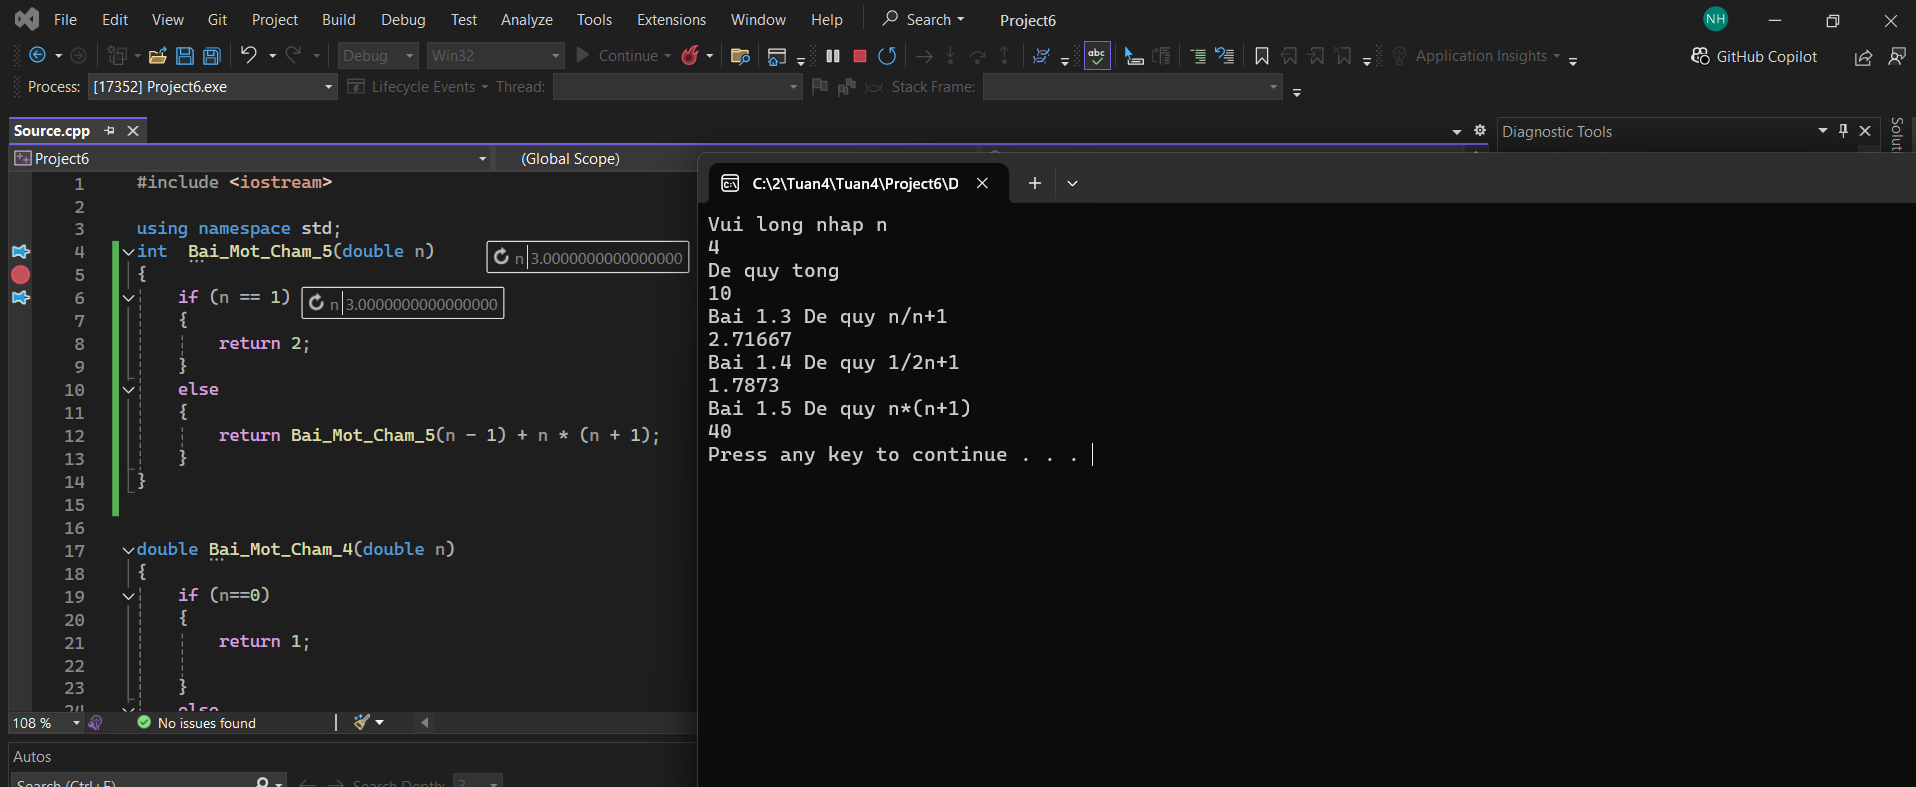 File Edit View Git Project Build Debug Test Analyze Tools Extensions Window Help Search Project6 NH
Debug Win32 Continue abc Application Insights GitHub Copilot
Process: [17352] Project6.exe Lifecycle Events Thread: Stack Frame:
Source.cpp
Diagnostic Tools
Project6 (Global Scope)
1 #include <iostream>
2
3 using namespace std;
4 int  Bai_Mot_Cham_5(double n) n 3.0000000000000000
5 {
6 if (n == 1) n 3.0000000000000000
7 {
8 return 2;
9 }
10 else
11 {
12 return Bai_Mot_Cham_5(n - 1) + n * (n + 1);
13 }
14 }
15
16
17 double Bai_Mot_Cham_4(double n)
18 {
19 if (n==0)
20 {
21 return 1;
22
23 }
24 else
108 % No issues found
Autos
Search (Ctrl+E) Search Depth: 3
C:\2\Tuan4\Tuan4\Project6\D
Vui long nhap n
4
De quy tong
10
Bai 1.3 De quy n/n+1
2.71667
Bai 1.4 De quy 1/2n+1
1.7873
Bai 1.5 De quy n*(n+1)
40
Press any key to continue . . .